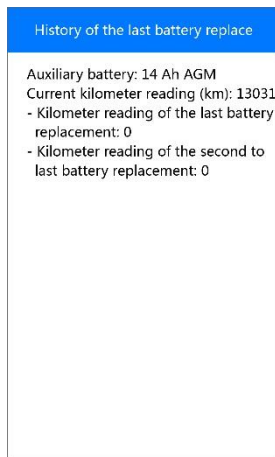 History of the last battery replace
Auxiliary battery: 14 Ah AGM
Current kilometer reading (km): 13031
- Kilometer reading of the last battery
replacement: 0
- Kilometer reading of the second to
last battery replacement: 0